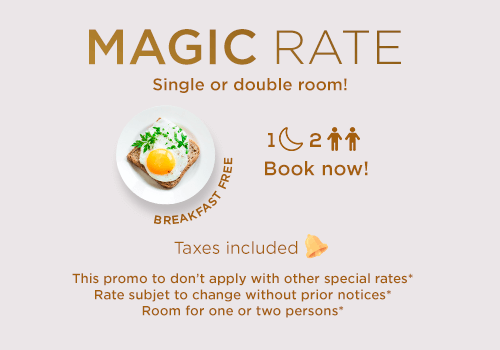 MAGIC RATE
Single or double room!
BREAKFAST FREE
1 2
Book now!
Taxes included
This promo to don't apply with other special rates*
Rate subjet to change without prior notices*
Room for one or two persons*